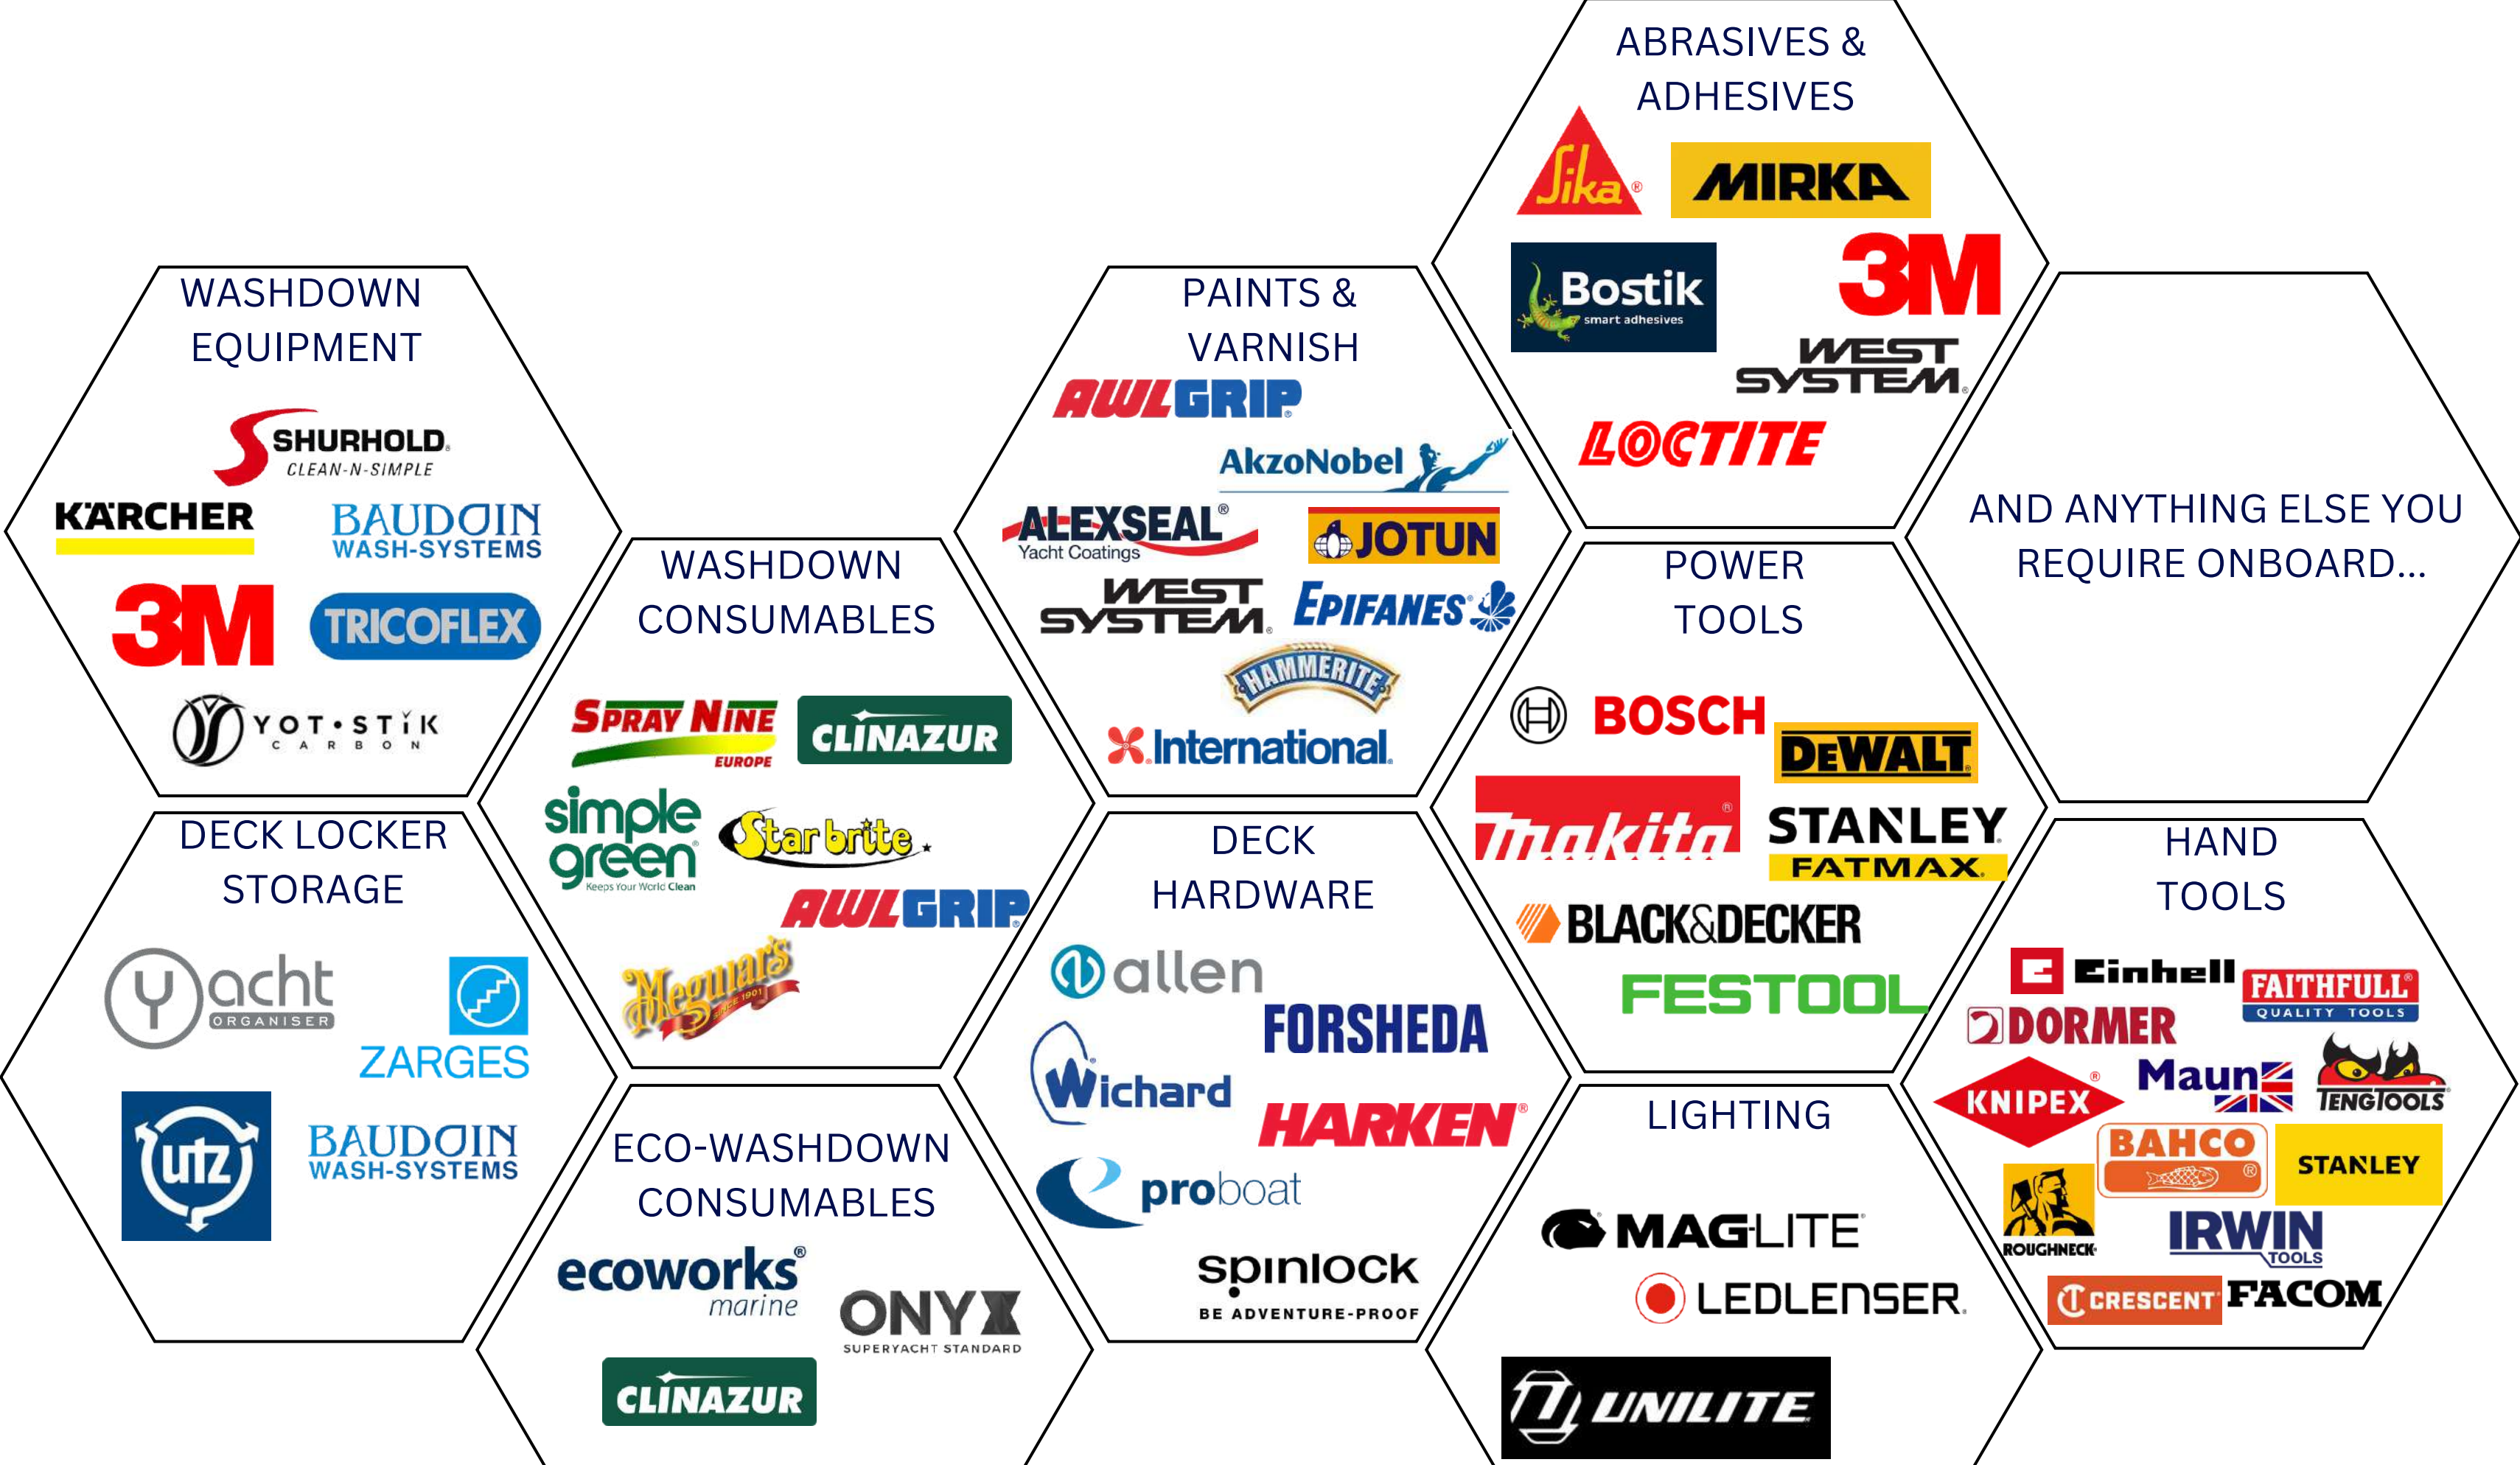 ABRASIVES &
ADHESIVES
Sika®
MIRKA
Bostik
smart adhesives
3M
WEST
SYSTEM®
LOCTITE
WASHDOWN
EQUIPMENT
SHURHOLD®
CLEAN-N-SIMPLE
KÄRCHER
BAUDOIN
WASH-SYSTEMS
3M
TRICOFLEX
YOT•STiK
CARBON
WASHDOWN
CONSUMABLES
SPRAY NINE
EUROPE
CLINAZUR
simple
green®
Keeps Your World Clean
Star brite
AWLGRIP®
Meguiar's
SINCE 1901
PAINTS &
VARNISH
AWLGRIP®
AkzoNobel
ALEXSEAL®
Yacht Coatings
JOTUN
WEST
SYSTEM®
EPIFANES®
HAMMERITE
International®
AND ANYTHING ELSE YOU
REQUIRE ONBOARD...
POWER
TOOLS
BOSCH
DEWALT®
makita®
STANLEY®
FATMAX®
BLACK&DECKER
FESTOOL
DECK LOCKER
STORAGE
Yacht
ORGANISER
ZARGES
utz
BAUDOIN
WASH-SYSTEMS
ECO-WASHDOWN
CONSUMABLES
ecoworks®
marine
ONYX
SUPERYACHT STANDARD
CLINAZUR
DECK
HARDWARE
allen
FORSHEDA
Wichard®
HARKEN®
proboat
spinlock
BE ADVENTURE-PROOF
LIGHTING
MAG-LITE®
LEDLENSER®
UNILITE
HAND
TOOLS
Einhell
FAITHFULL®
QUALITY TOOLS
DORMER
KNIPEX®
Maun
TENGTOOLS
BAHCO®
STANLEY
ROUGHNECK®
IRWIN
TOOLS
CRESCENT®
FACOM